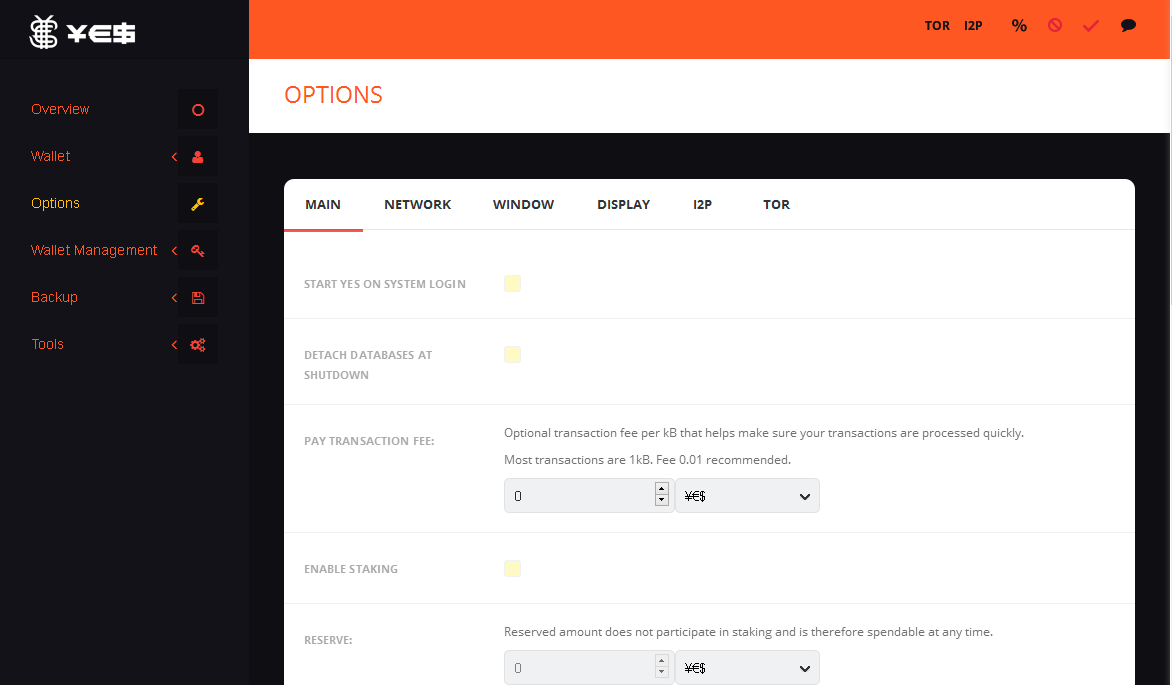 ¥€$
TOR I2P %
OPTIONS
Overview
Wallet
Options
Wallet Management
Backup
Tools
MAIN NETWORK WINDOW DISPLAY I2P TOR
START YES ON SYSTEM LOGIN
DETACH DATABASES AT
SHUTDOWN
PAY TRANSACTION FEE:
Optional transaction fee per kB that helps make sure your transactions are processed quickly.
Most transactions are 1kB. Fee 0.01 recommended.
0 ¥€$
ENABLE STAKING
RESERVE:
Reserved amount does not participate in staking and is therefore spendable at any time.
0 ¥€$